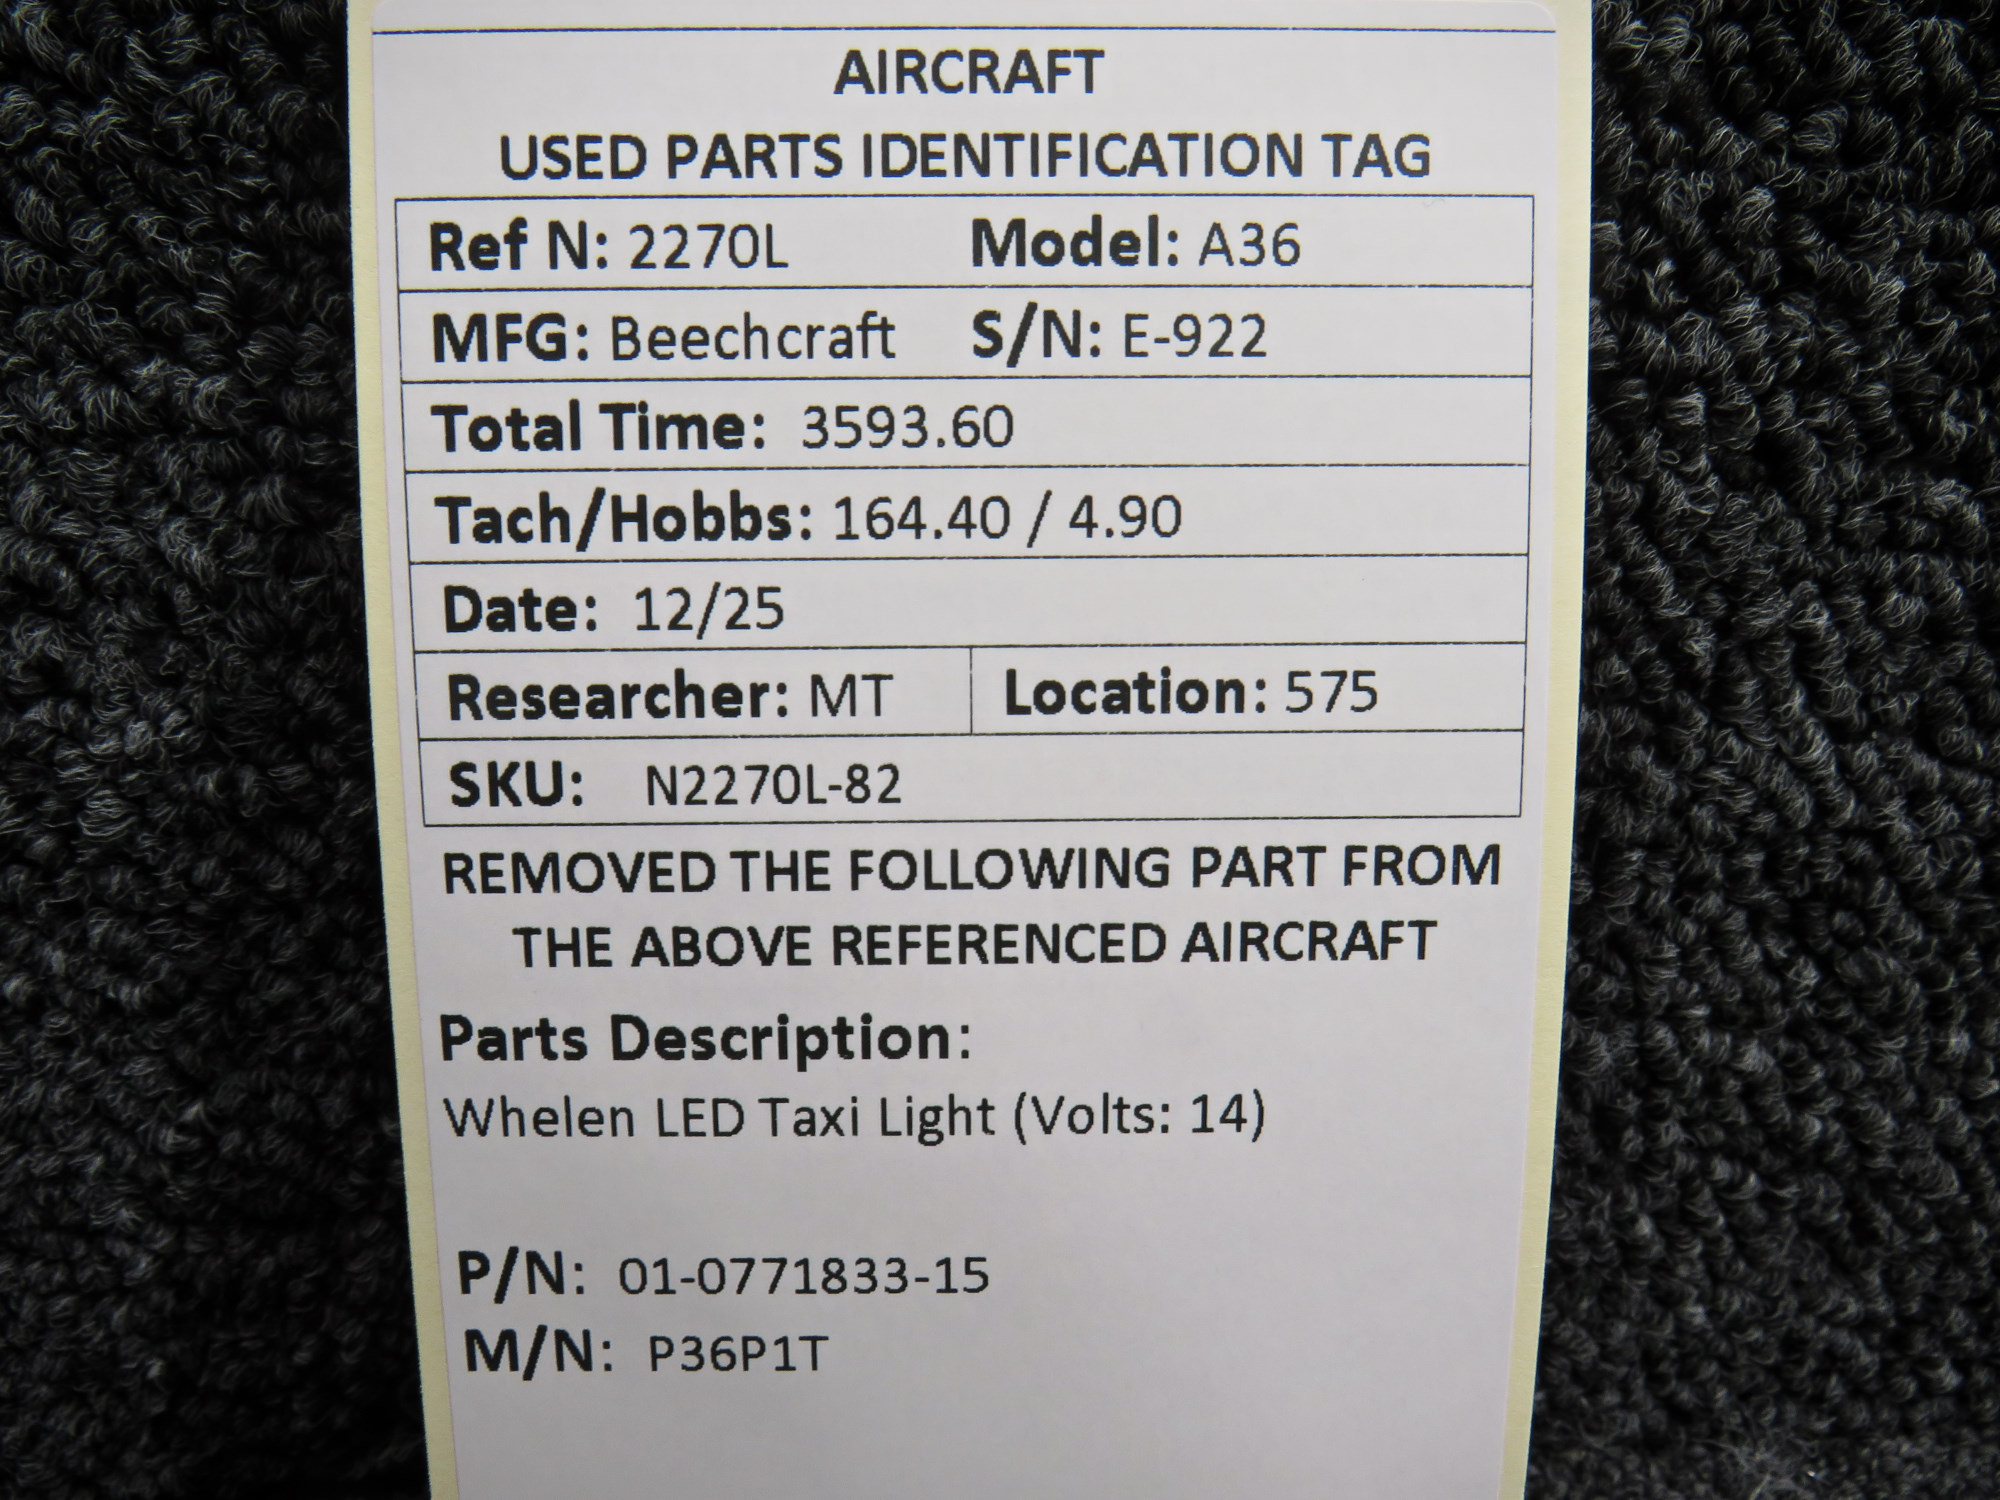 AIRCRAFT
USED PARTS IDENTIFICATION TAG
Ref N: 2270L Model: A36
MFG: Beechcraft S/N: E-922
Total Time: 3593.60
Tach/Hobbs: 164.40 / 4.90
Date: 12/25
Researcher: MT Location: 575
SKU: N2270L-82
REMOVED THE FOLLOWING PART FROM
THE ABOVE REFERENCED AIRCRAFT
Parts Description:
Whelen LED Taxi Light (Volts: 14)
P/N: 01-0771833-15
M/N: P36P1T